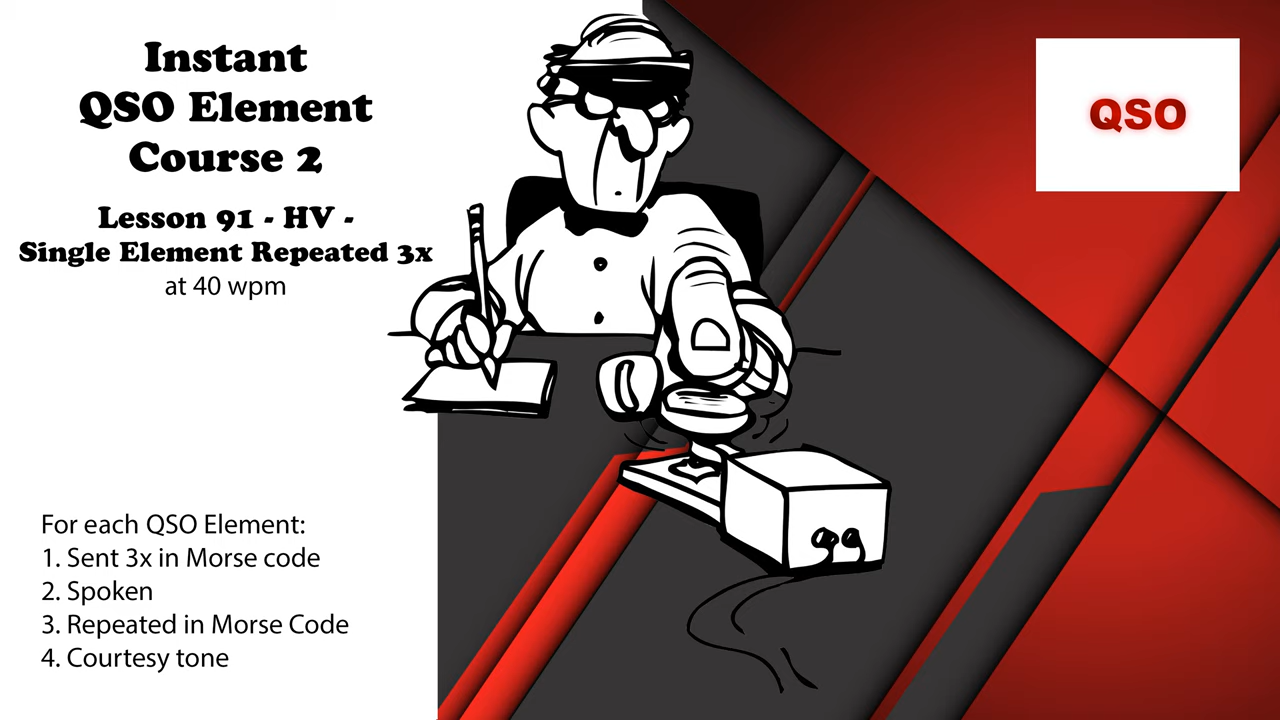 Instant
QSO Element
Course 2
Lesson 91 - HV -
Single Element Repeated 3x
at 40 wpm
QSO
For each QSO Element:
1. Sent 3x in Morse code
2. Spoken
3. Repeated in Morse Code
4. Courtesy tone